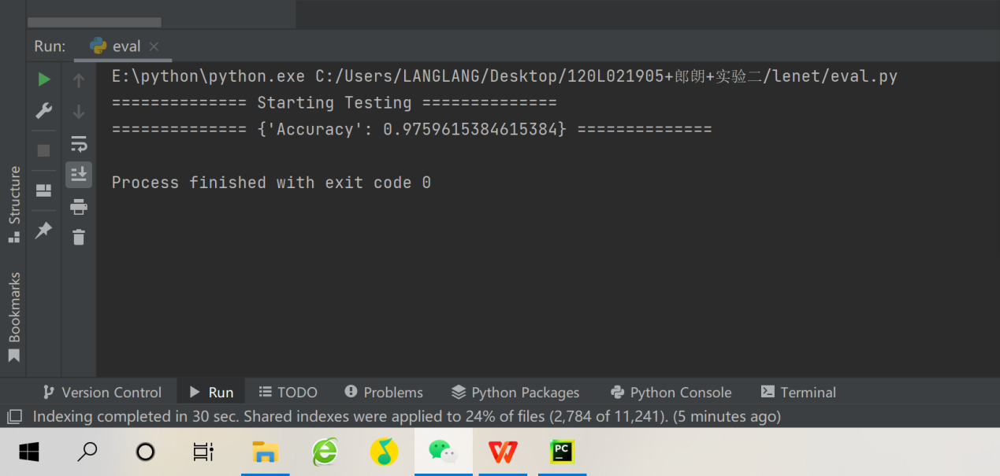 Run: eval
E:\python\python.exe C:/Users/LANGLANG/Desktop/120L021905+郎朗+实验二/lenet/eval.py
============== Starting Testing ==============
============== {'Accuracy': 0.9759615384615384} ==============
Process finished with exit code 0
Structure
Bookmarks
Version Control Run TODO Problems Python Packages Python Console Terminal
Indexing completed in 30 sec. Shared indexes were applied to 24% of files (2,784 of 11,241). (5 minutes ago)
PC